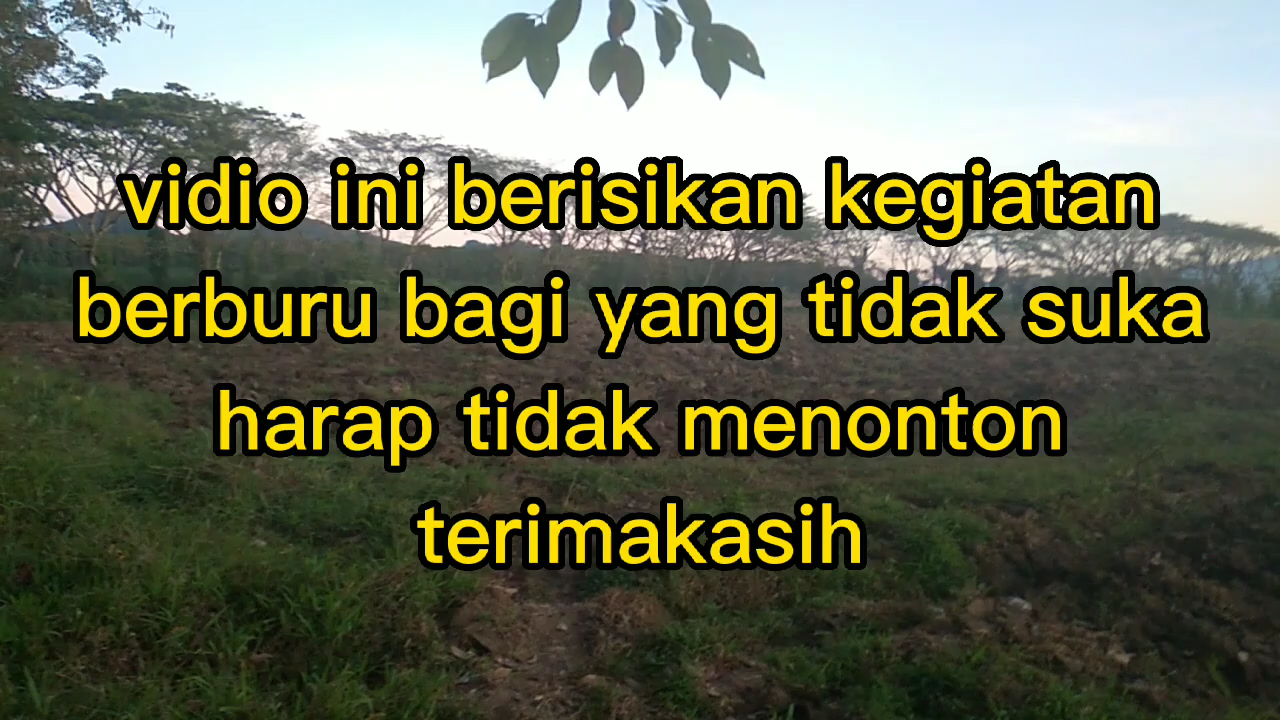 vidio ini berisikan kegiatan
berburu bagi yang tidak suka
harap tidak menonton
terimakasih